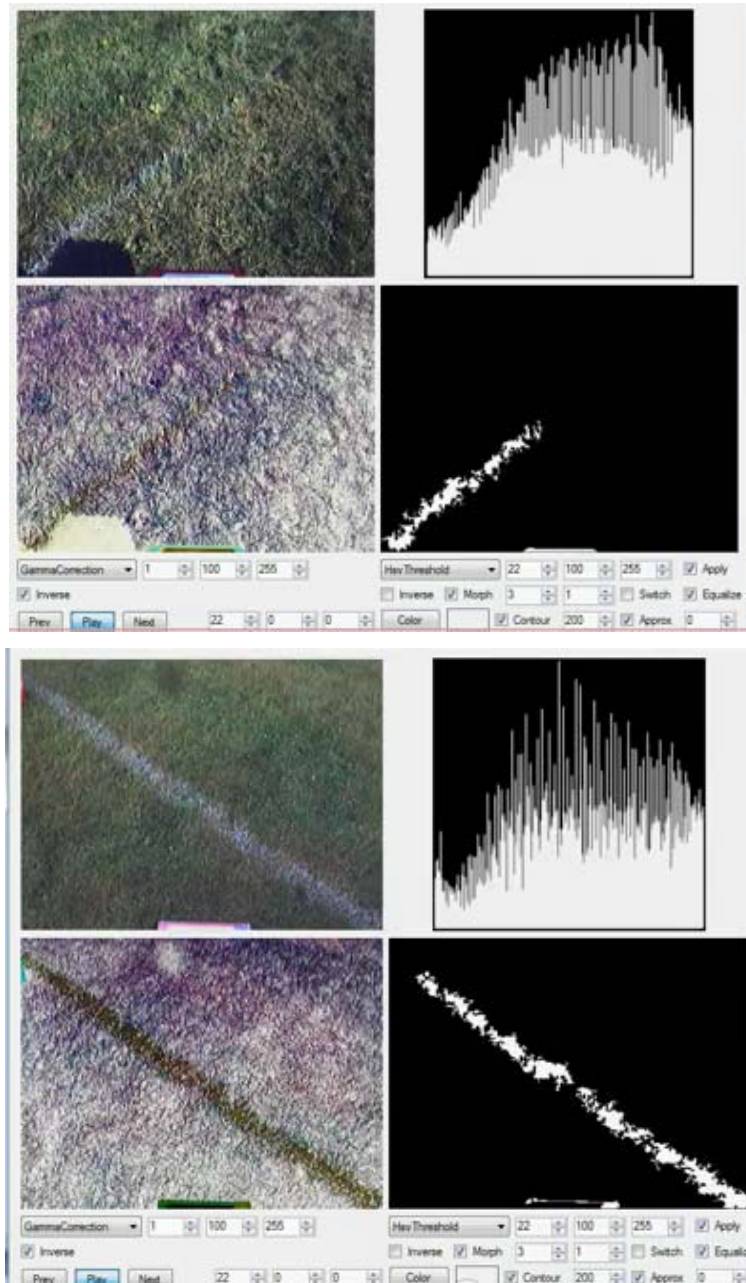 GammaCorrection 1 100 255
HsvThreshold 22 100 255 Apply
Inverse
Inverse Morph 3 1 Switch Equalize
Prev Play Next 22 0 0
Color Contour 200 Approx 0
GammaCorrection 1 100 255
HsvThreshold 22 100 255 Apply
Inverse
Inverse Morph 3 1 Switch Equaliz
Prev Play Next 22 0 0
Color Contour 200 Approx 0